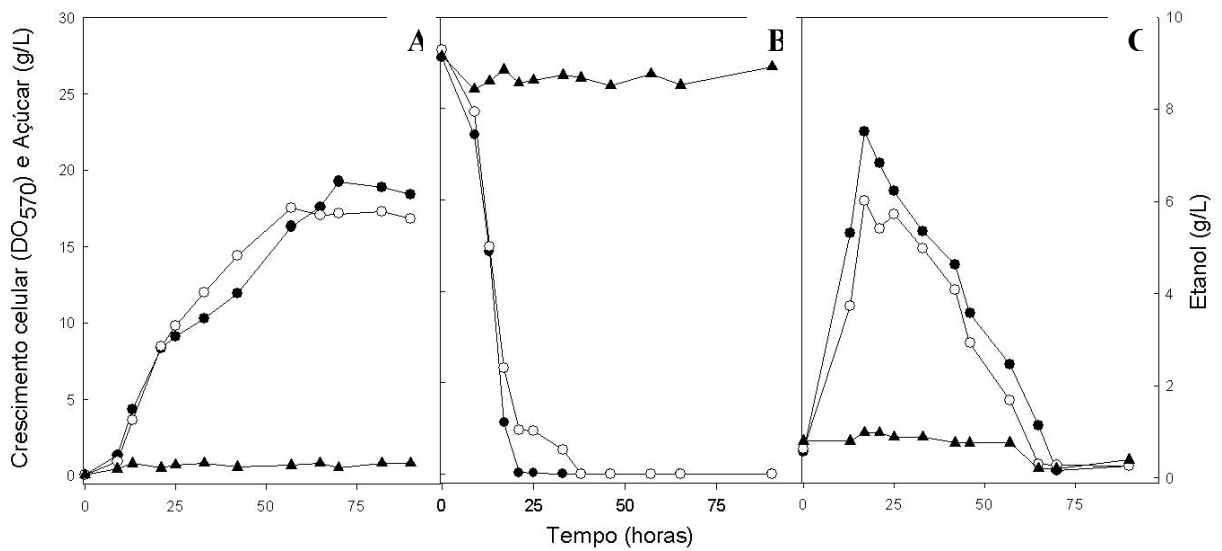 Crescimento celular (DO570) e Açúcar (g/L)
30
25
20
15
10
5
0
A
B
C
10
8
6
4
2
0
Etanol (g/L)
0 25 50 75 0 25 50 75 0 25 50 75
Tempo (horas)